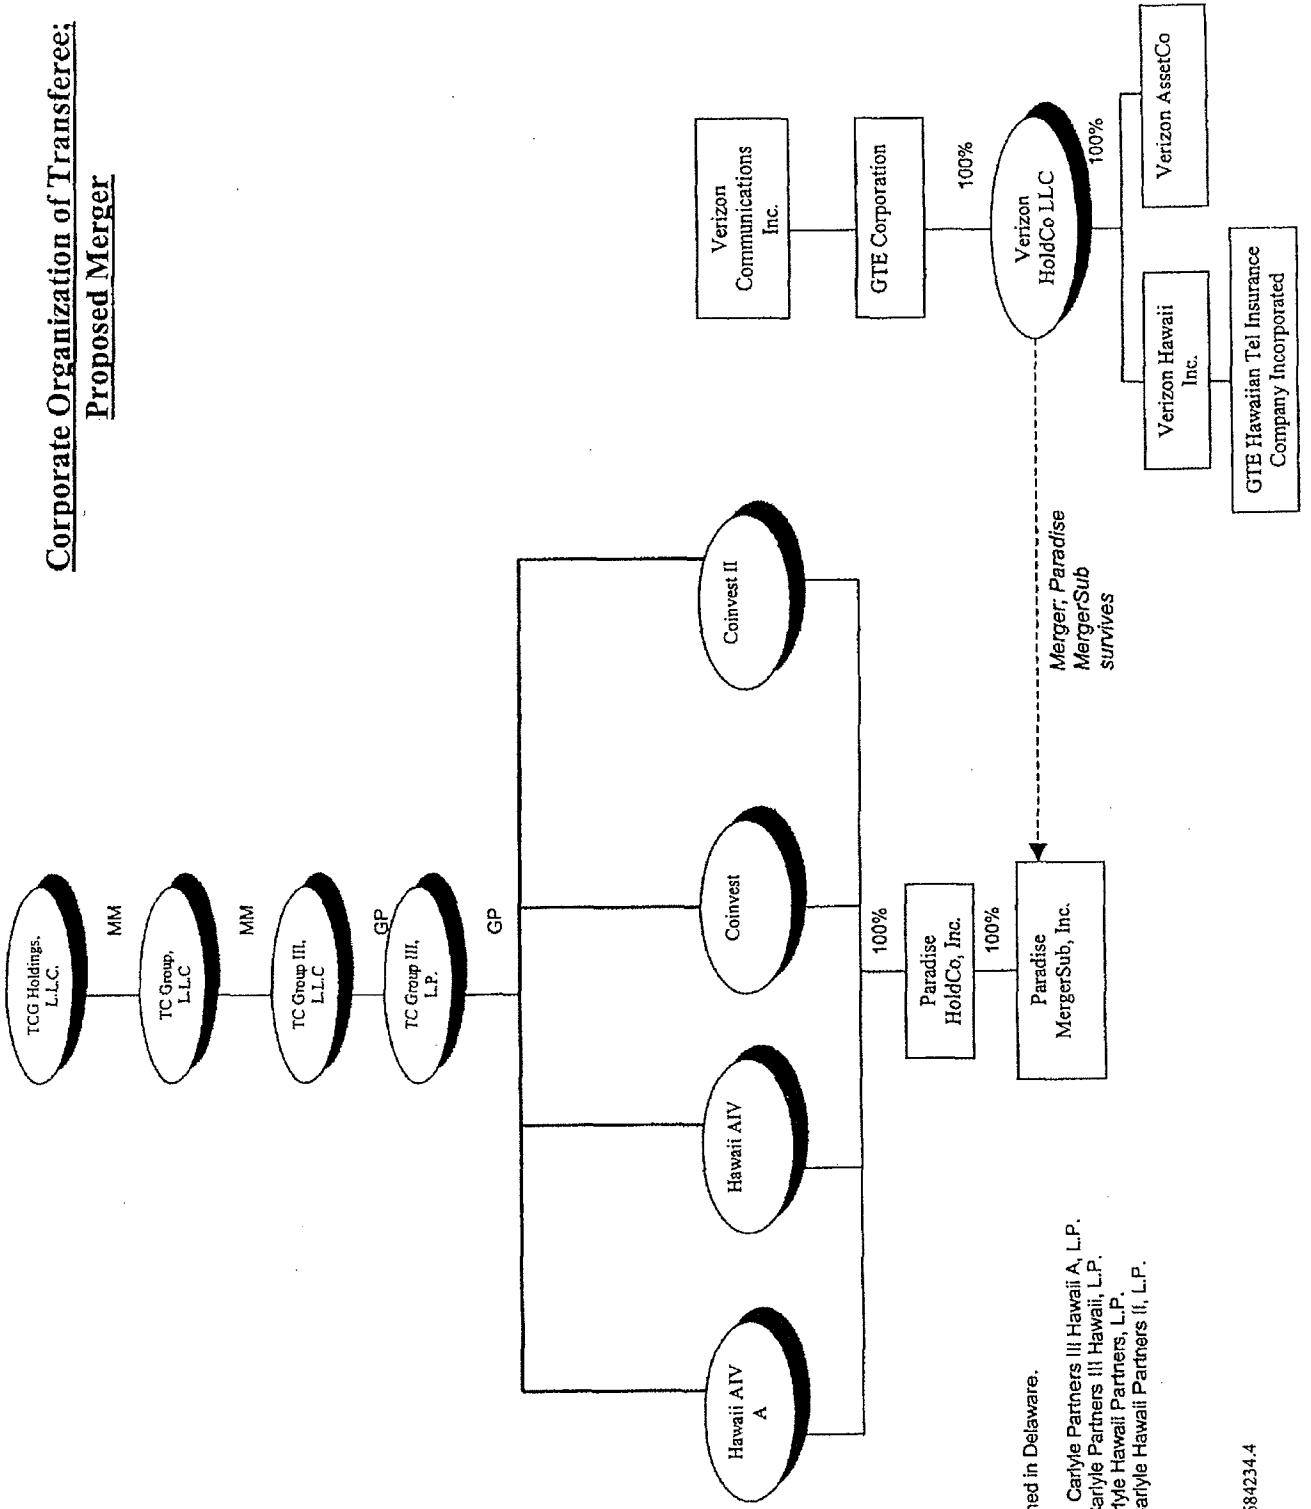 Corporate Organization of Transferee;
Proposed Merger
TCG Holdings,
L.L.C.
MM
TC Group,
L.L.C
MM
TC Group III,
L.L.C
GP
TC Group III,
L.P.
GP
Hawaii AIV
A
Hawaii AIV
Coinvest
Coinvest II
100%
Paradise
HoldCo, Inc.
100%
Paradise
MergerSub, Inc.
Merger; Paradise
MergerSub
survives
Verizon
Communications
Inc.
GTE Corporation
100%
Verizon
HoldCo LLC
100%
Verizon Hawaii
Inc.
Verizon AssetCo
GTE Hawaiian Tel Insurance
Company Incorporated
in Delaware.
Carlyle Partners III Hawaii A, L.P.
Partners III Hawaii, L.P.
Hawaii Partners, L.P.
Hawaii Partners II, L.P.
84234.4